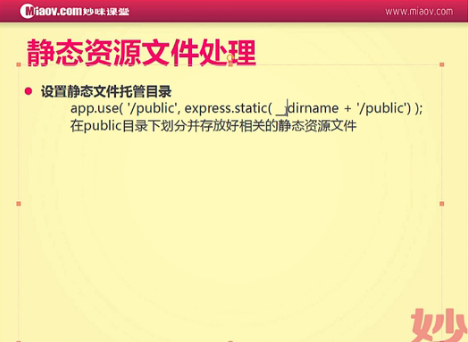 Miaov.com 妙味课堂
www.miaov.com
静态资源文件处理
设置静态文件托管目录
app.use( '/public', express.static( __dirname + '/public') );
在public目录下划分并存放好相关的静态资源文件
妙